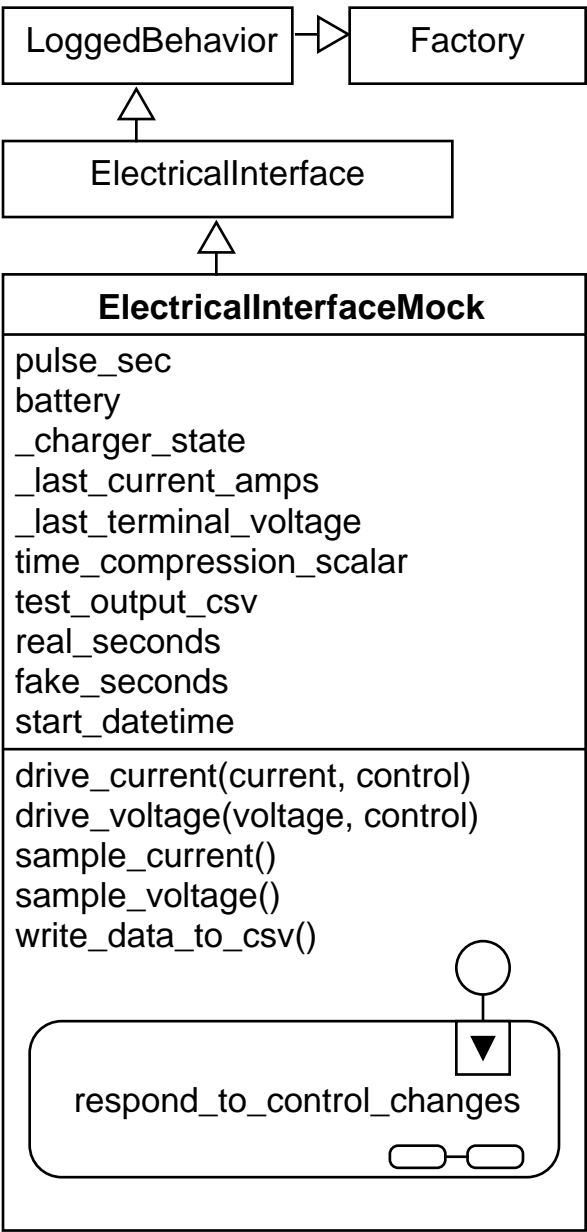 LoggedBehavior
Factory
ElectricalInterface
ElectricalInterfaceMock
pulse_sec
battery
_charger_state
_last_current_amps
_last_terminal_voltage
time_compression_scalar
test_output_csv
real_seconds
fake_seconds
start_datetime
drive_current(current, control)
drive_voltage(voltage, control)
sample_current()
sample_voltage()
write_data_to_csv()
respond_to_control_changes